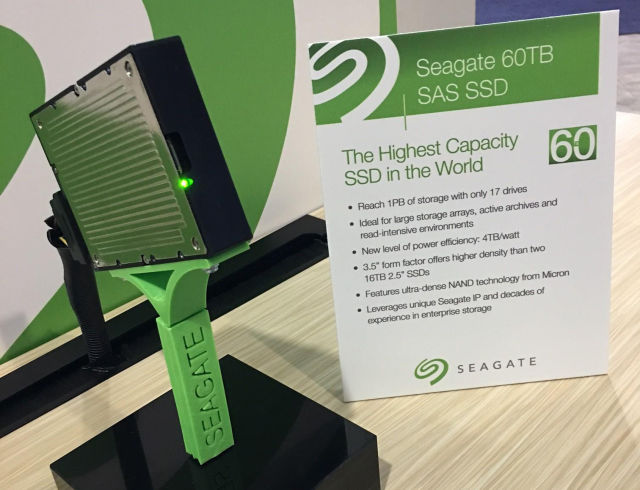 Seagate 60TB
SAS SSD
The Highest Capacity
SSD in the World
60
• Reach 1PB of storage with only 17 drives
• Ideal for large storage arrays, active archives and
read-intensive environments
• New level of power efficiency: 4TB/watt
• 3.5" form factor offers higher density than two
16TB 2.5" SSDs
• Features ultra-dense NAND technology from Micron
• Leverages unique Seagate IP and decades of
experience in enterprise storage
SEAGATE
SEAGATE